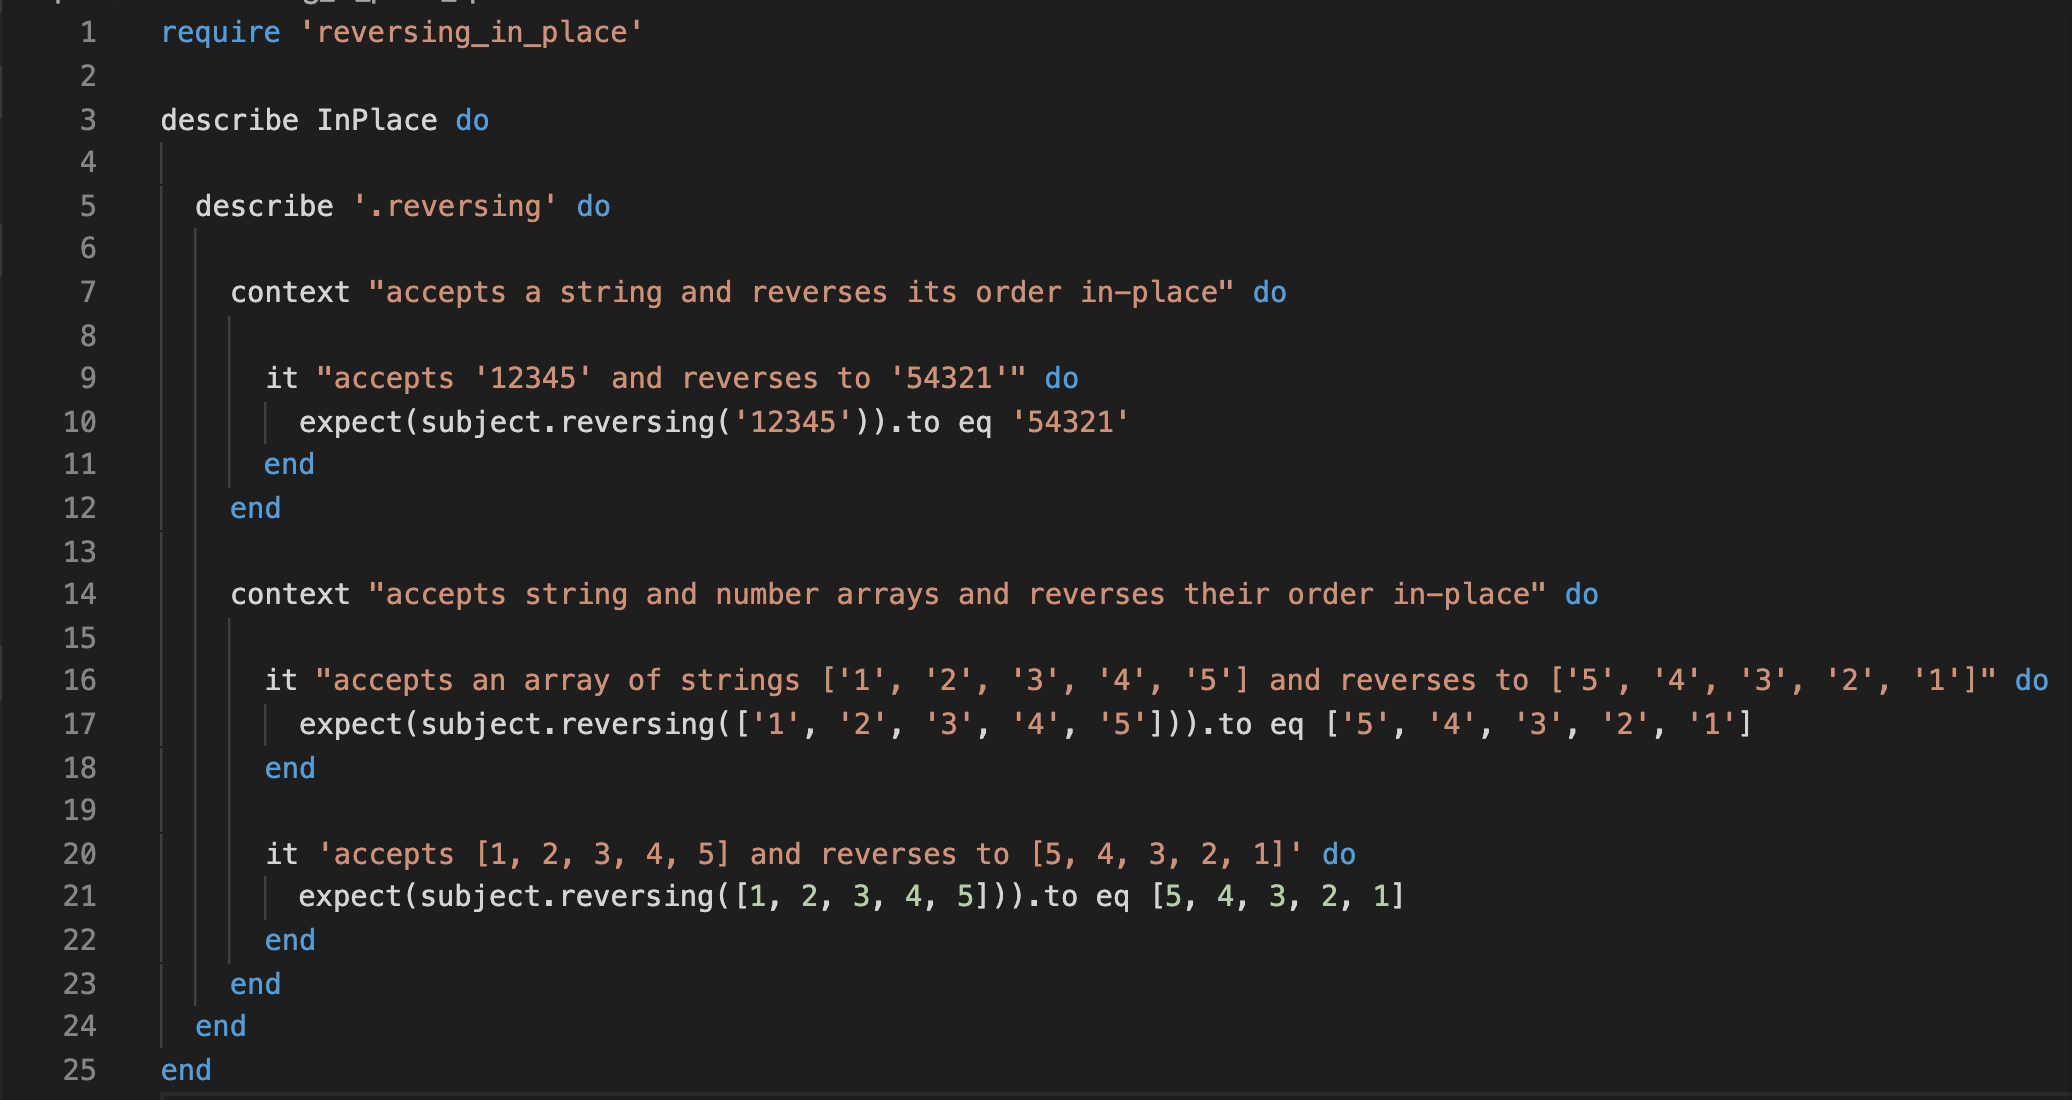 1 require 'reversing_in_place'
2
3 describe InPlace do
4
5 describe '.reversing' do
6
7 context "accepts a string and reverses its order in-place" do
8
9 it "accepts '12345' and reverses to '54321'" do
10 expect(subject.reversing('12345')).to eq '54321'
11 end
12 end
13
14 context "accepts string and number arrays and reverses their order in-place" do
15
16 it "accepts an array of strings ['1', '2', '3', '4', '5'] and reverses to ['5', '4', '3', '2', '1']" do
17 expect(subject.reversing(['1', '2', '3', '4', '5'])).to eq ['5', '4', '3', '2', '1']
18 end
19
20 it 'accepts [1, 2, 3, 4, 5] and reverses to [5, 4, 3, 2, 1]' do
21 expect(subject.reversing([1, 2, 3, 4, 5])).to eq [5, 4, 3, 2, 1]
22 end
23 end
24 end
25 end